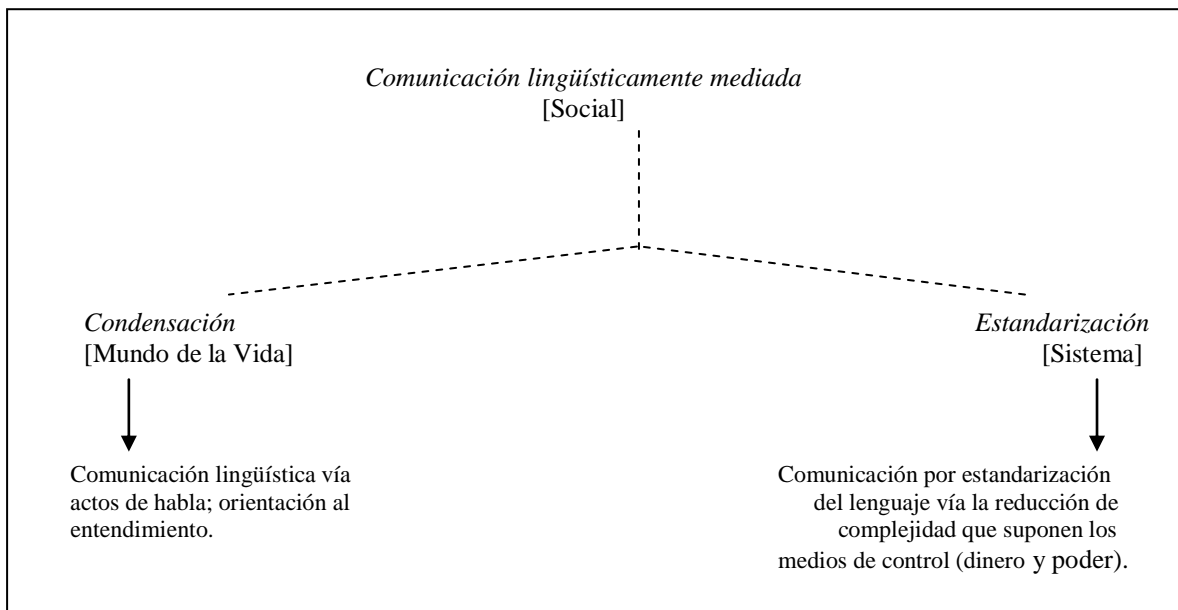 Comunicación lingüísticamente mediada
[Social]
Condensación
[Mundo de la Vida]
Comunicación lingüística vía
actos de habla; orientación al
entendimiento.
Estandarización
[Sistema]
Comunicación por estandarización
del lenguaje vía la reducción de
complejidad que suponen los
medios de control (dinero y poder).